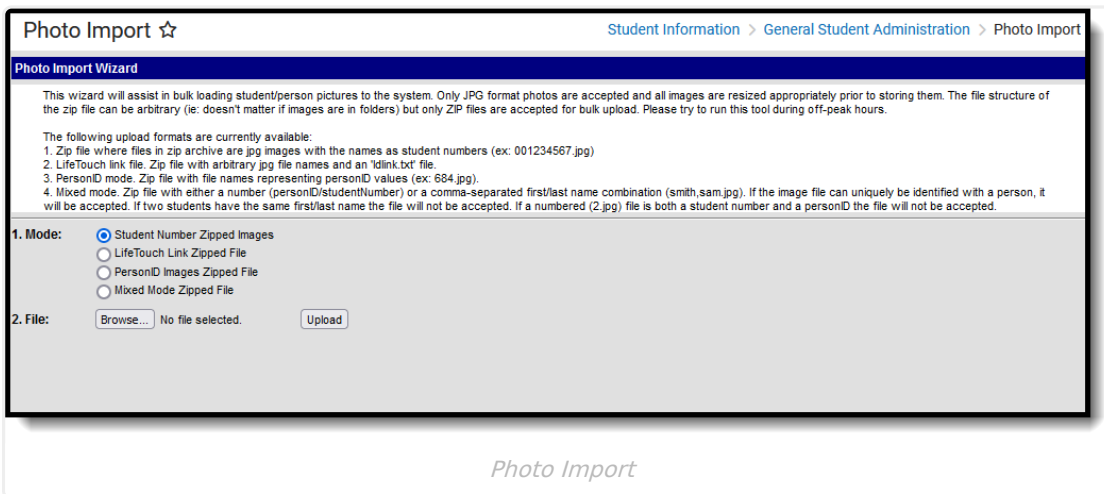 Photo Import ☆
Student Information > General Student Administration > Photo Import
Photo Import Wizard
This wizard will assist in bulk loading student/person pictures to the system. Only JPG format photos are accepted and all images are resized appropriately prior to storing them. The file structure of
the zip file can be arbitrary (ie: doesn't matter if images are in folders) but only ZIP files are accepted for bulk upload. Please try to run this tool during off-peak hours.
The following upload formats are currently available:
1. Zip file where files in zip archive are jpg images with the names as student numbers (ex: 001234567.jpg)
2. LifeTouch link file. Zip file with arbitrary jpg file names and an 'Idlink.txt' file.
3. PersonID mode. Zip file with file names representing personID values (ex: 684.jpg).
4. Mixed mode. Zip file with either a number (personID/studentNumber) or a comma-separated first/last name combination (smith,sam.jpg). If the image file can uniquely be identified with a person, it
will be accepted. If two students have the same first/last name the file will not be accepted. If a numbered (2.jpg) file is both a student number and a personID the file will not be accepted.
1. Mode:
Student Number Zipped Images
LifeTouch Link Zipped File
PersonID Images Zipped File
Mixed Mode Zipped File
2. File:
Browse... No file selected. Upload
Photo Import